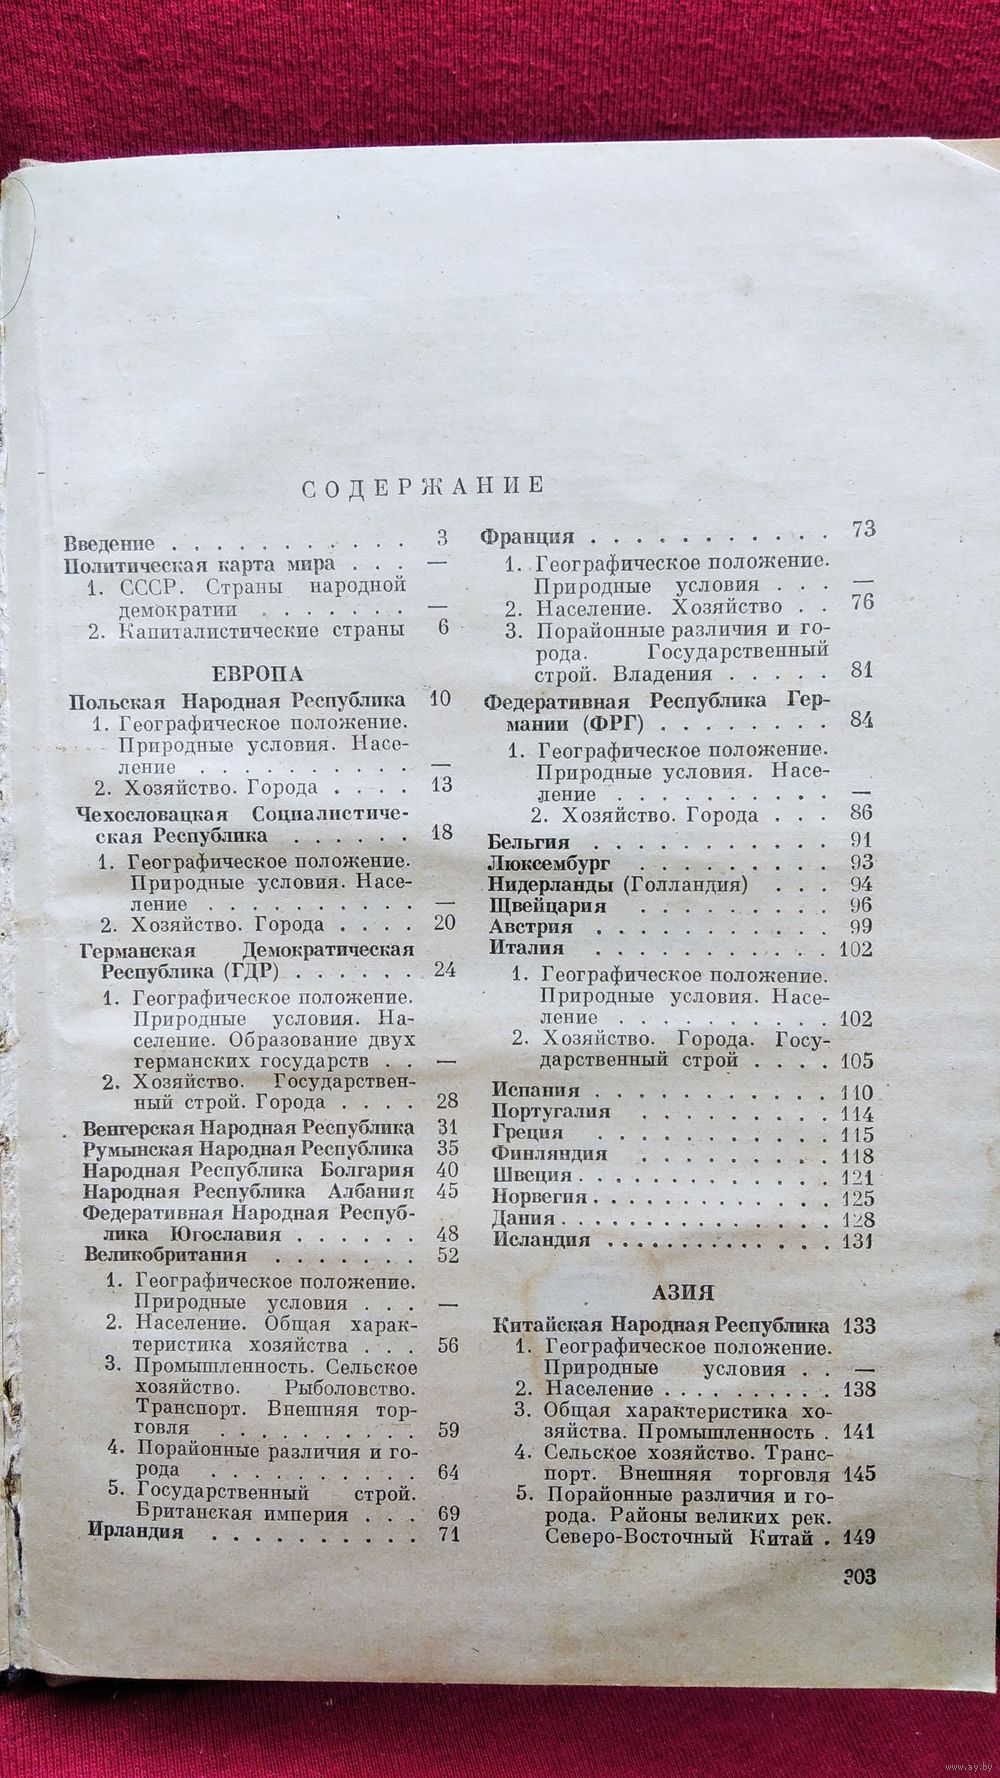 СОДЕРЖАНИЕ
Введение . . . . . . . . . . . 3
Политическая карта мира . . . —
1. СССР. Страны народной
демократии . . . . . . . —
2. Капиталистические страны 6
ЕВРОПА
Польская Народная Республика 10
1. Географическое положение.
Природные условия. Насе-
ление . . . . . . . . . . —
2. Хозяйство. Города . . . . 13
Чехословацкая Социалистиче-
ская Республика . . . . . . 18
1. Географическое положение.
Природные условия. Насе-
ление . . . . . . . . . . —
2. Хозяйство. Города . . . . 20
Германская Демократическая
Республика (ГДР) . . . . . . 24
1. Географическое положение.
Природные условия. На-
селение. Образование двух
германских государств . . —
2. Хозяйство. Государствен-
ный строй. Города . . . . 28
Венгерская Народная Республика 31
Румынская Народная Республика 35
Народная Республика Болгария 40
Народная Республика Албания 45
Федеративная Народная Респуб-
лика Югославия . . . . . . 48
Великобритания . . . . . . . 52
1. Географическое положение.
Природные условия . . . —
2. Население. Общая харак-
теристика хозяйства . . . 56
3. Промышленность. Сельское
хозяйство. Рыболовство.
Транспорт. Внешняя тор-
говля . . . . . . . . . 59
4. Порайонные различия и го-
рода . . . . . . . . . . 64
5. Государственный строй.
Британская империя . . . 69
Ирландия . . . . . . . . . . 71
Франция . . . . . . . . . . . 73
1. Географическое положение.
Природные условия . . . —
2. Население. Хозяйство . . 76
3. Порайонные различия и го-
рода. Государственный
строй. Владения . . . . . 81
Федеративная Республика Гер-
мании (ФРГ) . . . . . . . . 84
1. Географическое положение.
Природные условия. Насе-
ление . . . . . . . . . . —
2. Хозяйство. Города . . . 86
Бельгия . . . . . . . . . . . 91
Люксембург . . . . . . . . . 93
Нидерланды (Голландия) . . . 94
Щвейцария . . . . . . . . . 96
Австрия . . . . . . . . . . . 99
Италия . . . . . . . . . . . 102
1. Географическое положение.
Природные условия. Насе-
ление . . . . . . . . . . 102
2. Хозяйство. Города. Госу-
дарственный строй . . . . 105
Испания . . . . . . . . . . . 110
Португалия . . . . . . . . . 114
Греция . . . . . . . . . . . 115
Финляндия . . . . . . . . . 118
Швеция . . . . . . . . . . . . 121
Норвегия . . . . . . . . . . . 125
Дания . . . . . . . . . . . . . 128
Исландия . . . . . . . . . . . 131
АЗИЯ
Китайская Народная Республика 133
1. Географическое положение.
Природные условия . . —
2. Население . . . . . . . . . . 138
3. Общая характеристика хо-
зяйства. Промышленность . 141
4. Сельское хозяйство. Транс-
порт. Внешняя торговля 145
5. Порайонные различия и го-
рода. Районы великих рек.
Северо-Восточный Китай . 149
303
www.ay.by